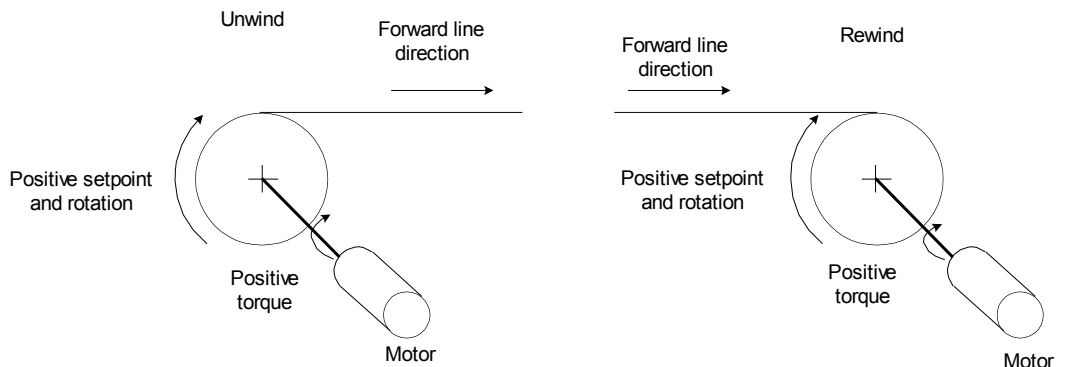 Unwind
Forward line
direction
Positive setpoint
and rotation
Positive
torque
Motor
Forward line
direction
Rewind
Positive setpoint
and rotation
Positive
torque
Motor